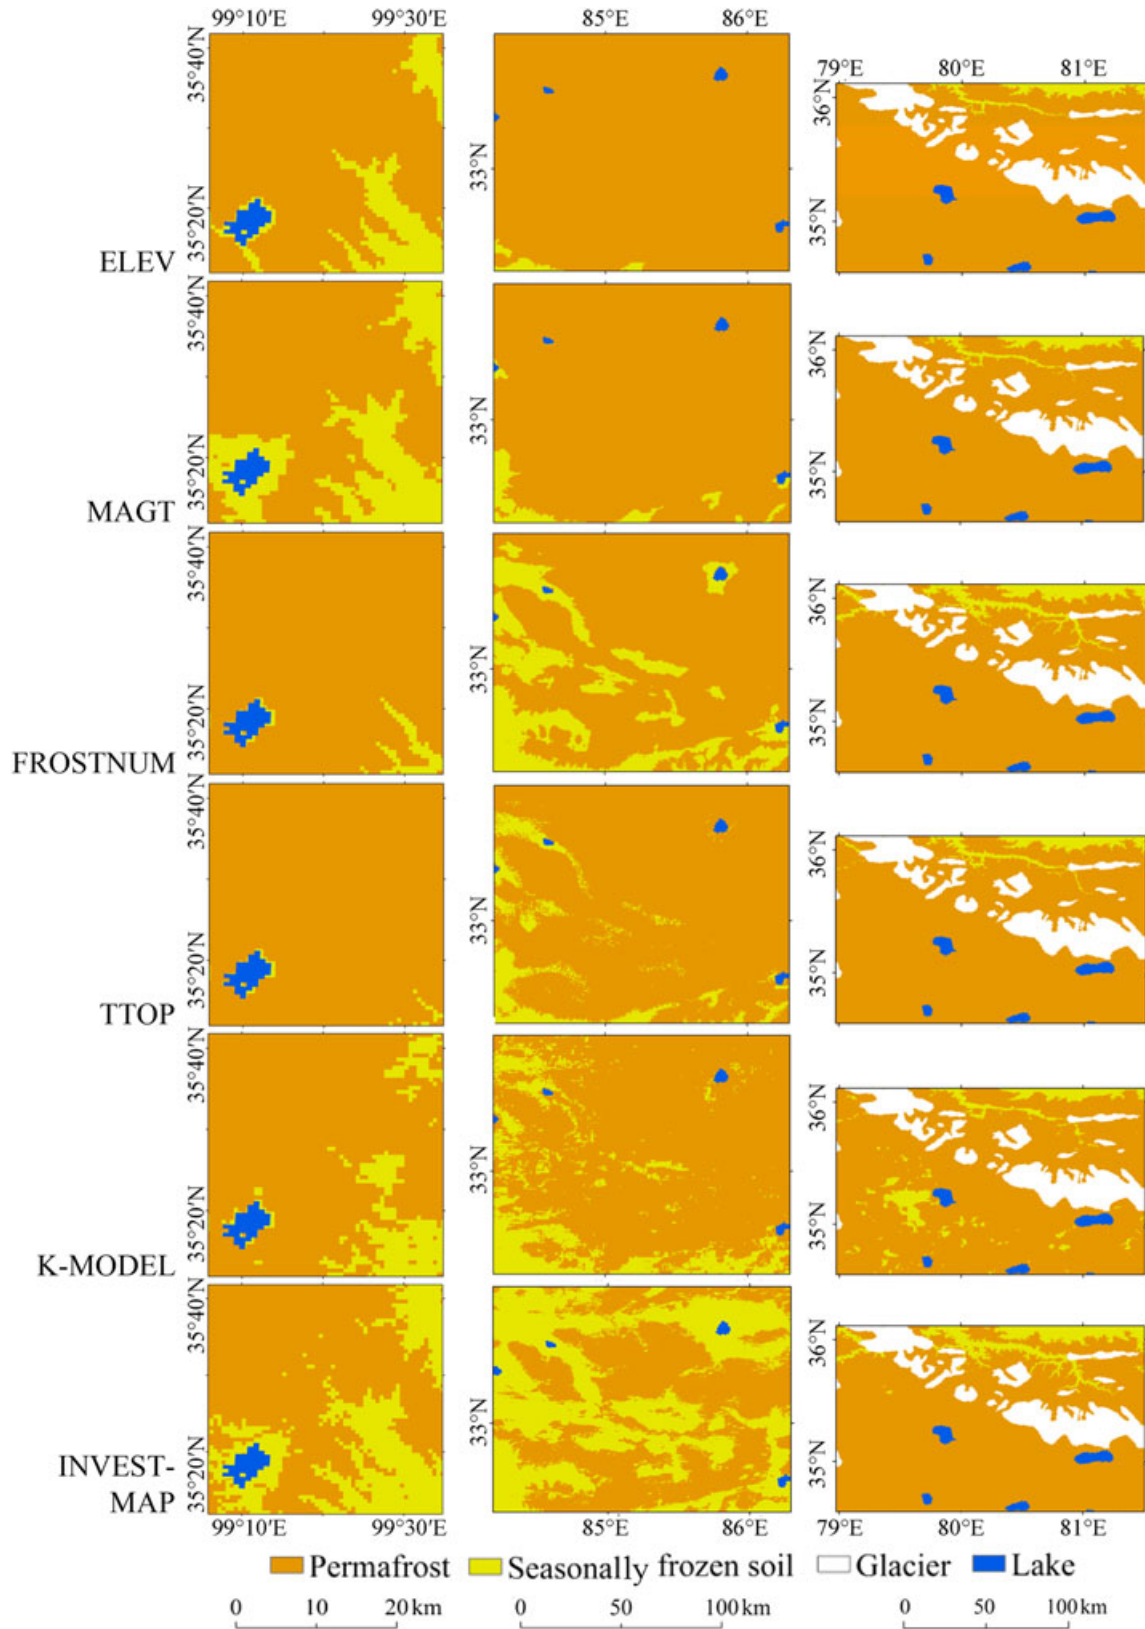 99°10′E 99°30′E 85°E 86°E
79°E 80°E 81°E
35°40′N
36°N
33°N
35°20′N
35°N
ELEV
35°40′N
36°N
33°N
35°20′N
35°N
MAGT
35°40′N
36°N
33°N
35°20′N
35°N
FROSTNUM
35°40′N
36°N
33°N
35°20′N
35°N
TTOP
35°40′N
36°N
33°N
35°20′N
35°N
K-MODEL
35°40′N
36°N
33°N
35°20′N
35°N
INVEST-
MAP
99°10′E 99°30′E 85°E 86°E 79°E 80°E 81°E
Permafrost Seasonally frozen soil Glacier Lake
0 10 20 km 0 50 100 km 0 50 100 km